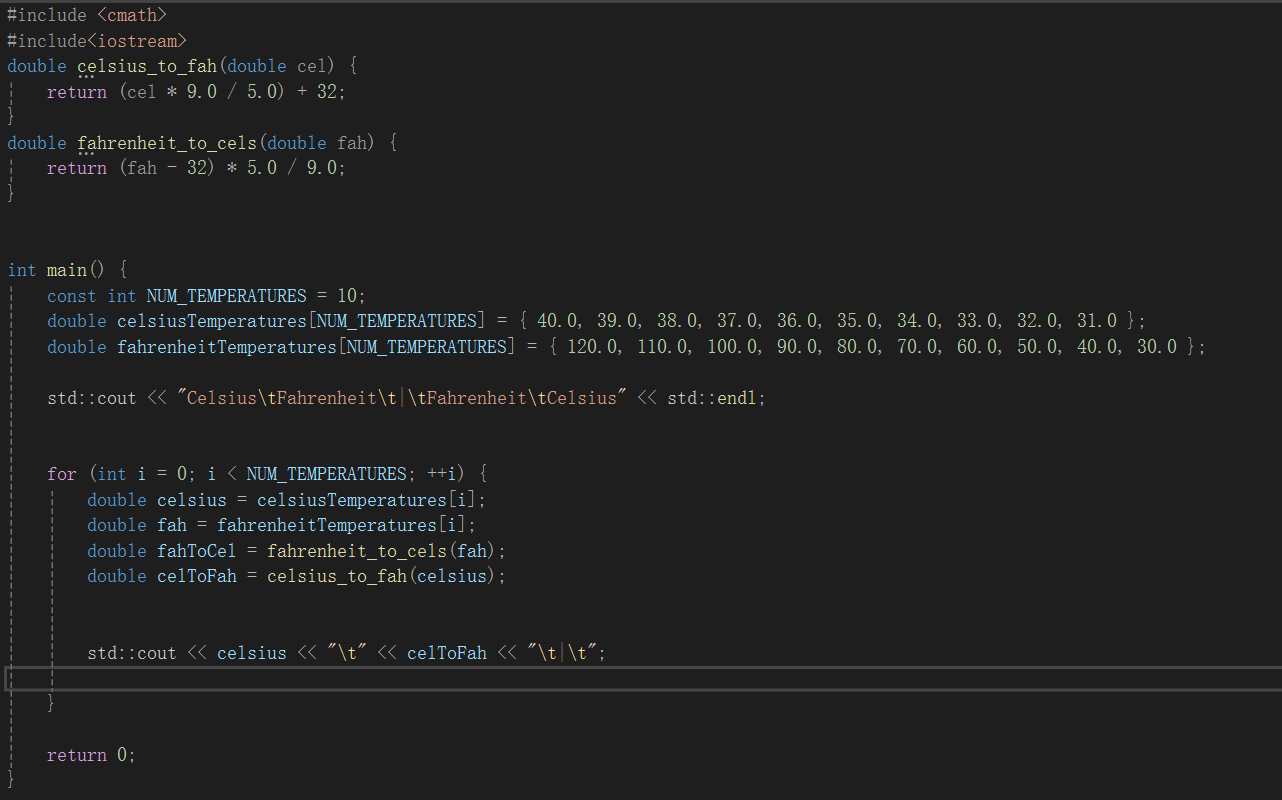 #include <cmath>
#include<iostream>
double celsius_to_fah(double cel) {
    return (cel * 9.0 / 5.0) + 32;
}
double fahrenheit_to_cels(double fah) {
    return (fah - 32) * 5.0 / 9.0;
}
int main() {
    const int NUM_TEMPERATURES = 10;
    double celsiusTemperatures[NUM_TEMPERATURES] = { 40.0, 39.0, 38.0, 37.0, 36.0, 35.0, 34.0, 33.0, 32.0, 31.0 };
    double fahrenheitTemperatures[NUM_TEMPERATURES] = { 120.0, 110.0, 100.0, 90.0, 80.0, 70.0, 60.0, 50.0, 40.0, 30.0 };
    std::cout << "Celsius\tFahrenheit\t|\tFahrenheit\tCelsius" << std::endl;
    for (int i = 0; i < NUM_TEMPERATURES; ++i) {
        double celsius = celsiusTemperatures[i];
        double fah = fahrenheitTemperatures[i];
        double fahToCel = fahrenheit_to_cels(fah);
        double celToFah = celsius_to_fah(celsius);
        std::cout << celsius << "\t" << celToFah << "\t|\t";
    }
    return 0;
}